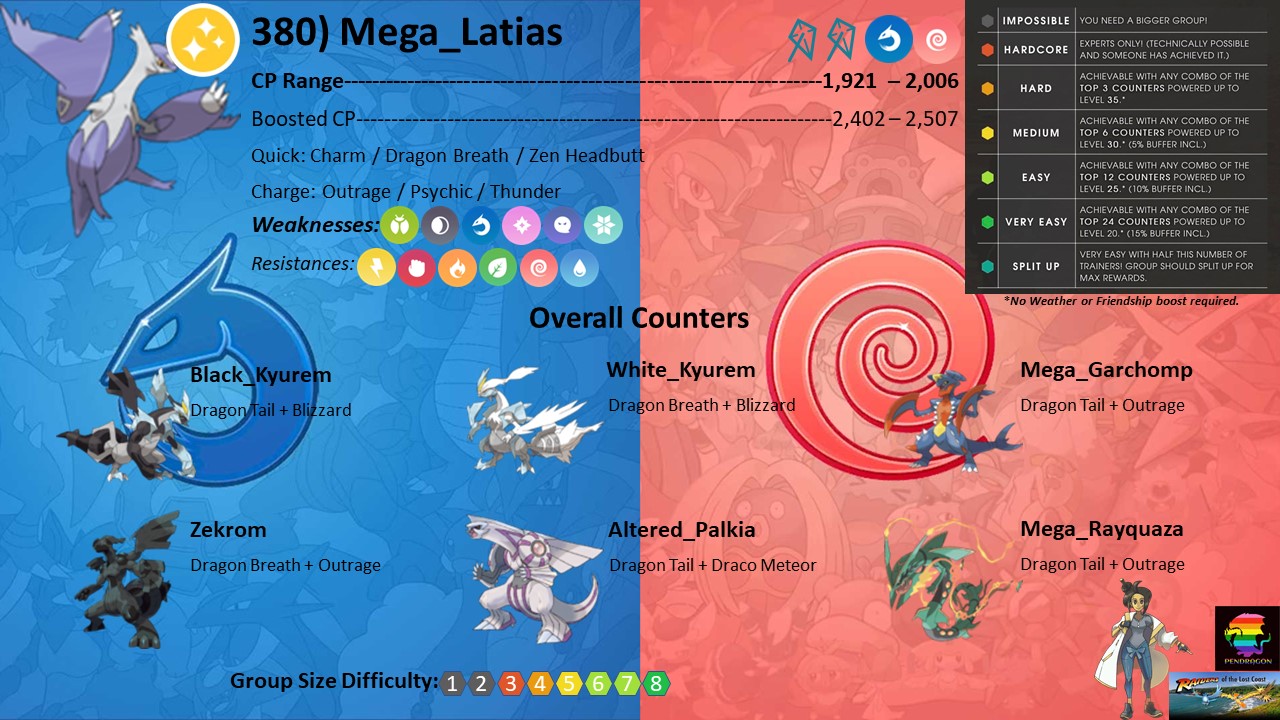 380) Mega_Latias
CP Range--------------------------------------------------------------------------------1,921 – 2,006
Boosted CP--------------------------------------------------------------------------------2,402 – 2,507
Quick: Charm / Dragon Breath / Zen Headbutt
Charge: Outrage / Psychic / Thunder
Weaknesses:
Resistances:
IMPOSSIBLE YOU NEED A BIGGER GROUP!
HARDCORE EXPERTS ONLY! (TECHNICALLY POSSIBLE
AND SOMEONE HAS ACHIEVED IT.)
HARD ACHIEVABLE WITH ANY COMBO OF THE
TOP 3 COUNTERS POWERED UP TO
LEVEL 35.*
MEDIUM ACHIEVABLE WITH ANY COMBO OF THE
TOP 6 COUNTERS POWERED UP TO
LEVEL 30.* (5% BUFFER INCL.)
EASY ACHIEVABLE WITH ANY COMBO OF THE
TOP 12 COUNTERS POWERED UP TO
LEVEL 25.* (10% BUFFER INCL.)
VERY EASY ACHIEVABLE WITH ANY COMBO OF THE
TOP 24 COUNTERS POWERED UP TO
LEVEL 20.* (15% BUFFER INCL.)
SPLIT UP VERY EASY WITH HALF THIS NUMBER OF
TRAINERS! GROUP SHOULD SPLIT UP FOR
MAX REWARDS.
*No Weather or Friendship boost required.
Overall Counters
Black_Kyurem
Dragon Tail + Blizzard
White_Kyurem
Dragon Breath + Blizzard
Mega_Garchomp
Dragon Tail + Outrage
Zekrom
Dragon Breath + Outrage
Altered_Palkia
Dragon Tail + Draco Meteor
Mega_Rayquaza
Dragon Tail + Outrage
Group Size Difficulty: 1 2 3 4 5 6 7 8
PENDRAGON
RAIDERS of the Lost Coast